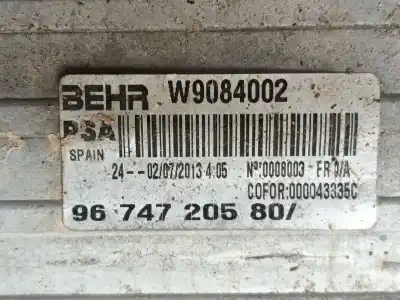 BEHR W9084002
PSA
SPAIN
24--02/07/2013 4:05 Nº:0008003 - FR 0/A
COFOR:000043335C
96 747 205 80/